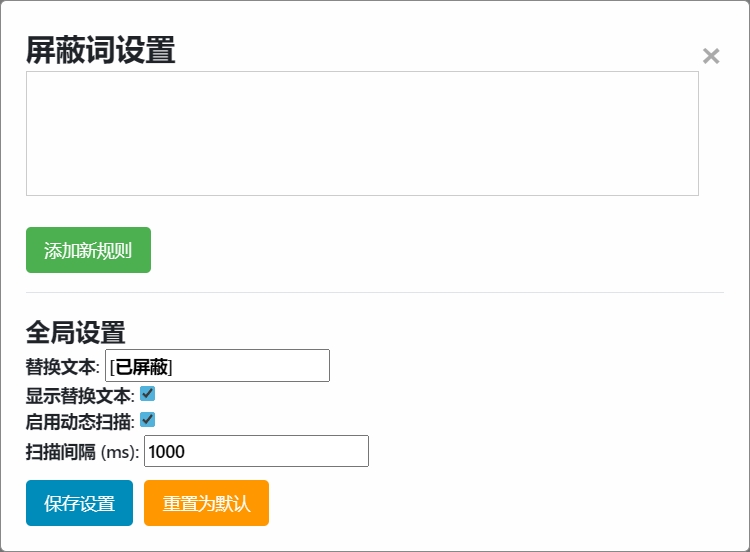 屏蔽词设置
×
添加新规则
全局设置
替换文本: [已屏蔽]
显示替换文本:
启用动态扫描:
扫描间隔 (ms): 1000
保存设置 重置为默认